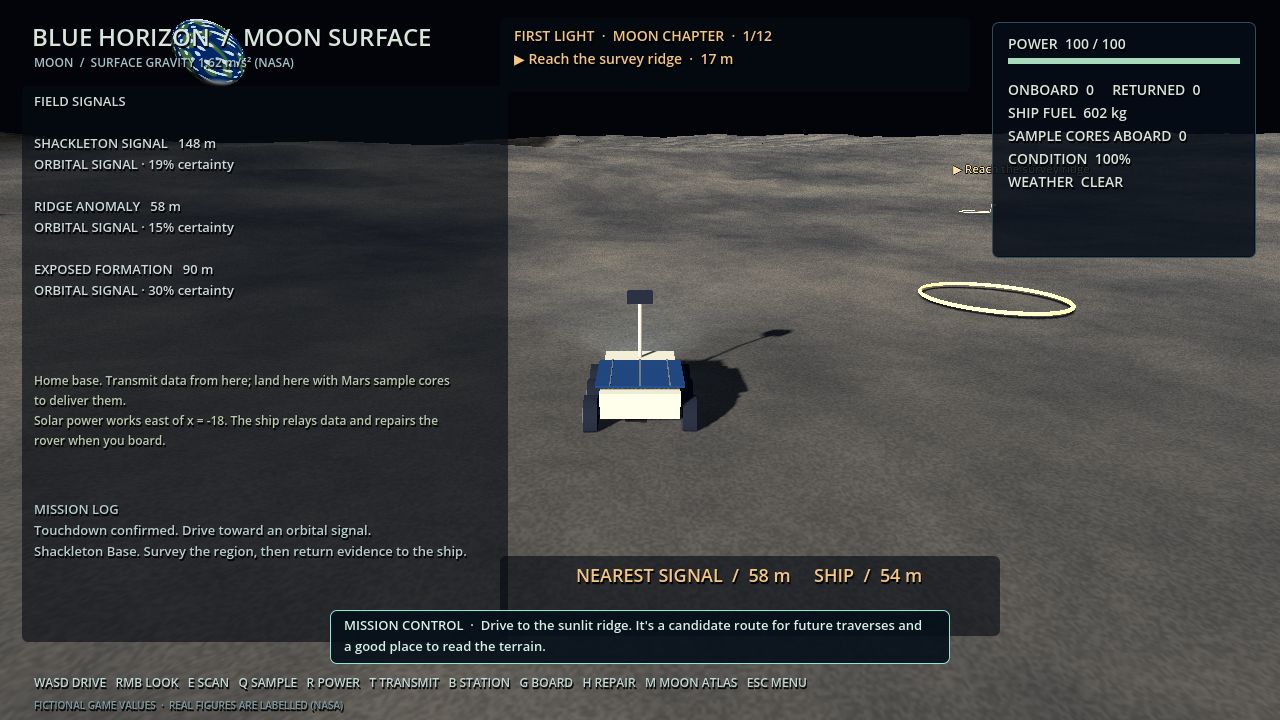 BLUE HORIZON / MOON SURFACE
MOON / SURFACE GRAVITY 1.62 m/s² (NASA)
FIRST LIGHT · MOON CHAPTER · 1/12
▶ Reach the survey ridge · 17 m
POWER 100 / 100
ONBOARD 0 RETURNED 0
SHIP FUEL 602 kg
SAMPLE CORES ABOARD 0
CONDITION 100%
WEATHER CLEAR
FIELD SIGNALS
SHACKLETON SIGNAL 148 m
ORBITAL SIGNAL · 19% certainty
RIDGE ANOMALY 58 m
ORBITAL SIGNAL · 15% certainty
EXPOSED FORMATION 90 m
ORBITAL SIGNAL · 30% certainty
▶ Reach the survey ridge
Home base. Transmit data from here; land here with Mars sample cores
to deliver them.
Solar power works east of x = -18. The ship relays data and repairs the
rover when you board.
MISSION LOG
Touchdown confirmed. Drive toward an orbital signal.
Shackleton Base. Survey the region, then return evidence to the ship.
NEAREST SIGNAL / 58 m SHIP / 54 m
MISSION CONTROL · Drive to the sunlit ridge. It's a candidate route for future traverses and
a good place to read the terrain.
WASD DRIVE RMB LOOK E SCAN Q SAMPLE R POWER T TRANSMIT B STATION G BOARD H REPAIR M MOON ATLAS ESC MENU
FICTIONAL GAME VALUES · REAL FIGURES ARE LABELLED (NASA)